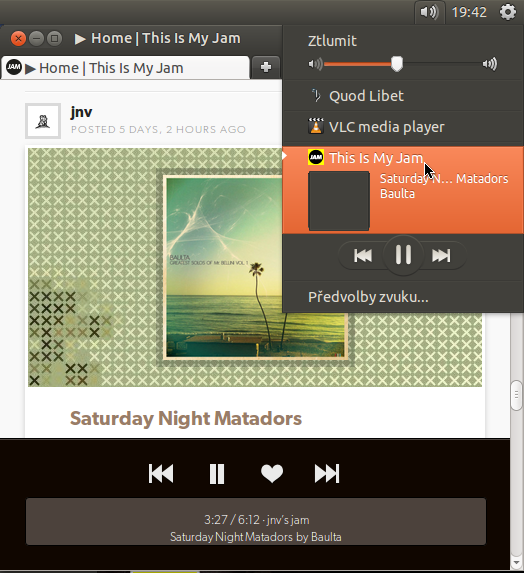 19:42
▶ Home | This Is My Jam
JAM ▶ Home | This Is My Jam
Ztlumit
Quod Libet
VLC media player
JAM This Is My Jam
Saturday N... Matadors
Baulta
Předvolby zvuku...
jnv
POSTED 5 DAYS, 2 HOURS AGO
BAULTA
GREATEST SOLOS OF MR BELLINI VOL. 1
Saturday Night Matadors
3:27 / 6:12 · jnv's jam
Saturday Night Matadors by Baulta